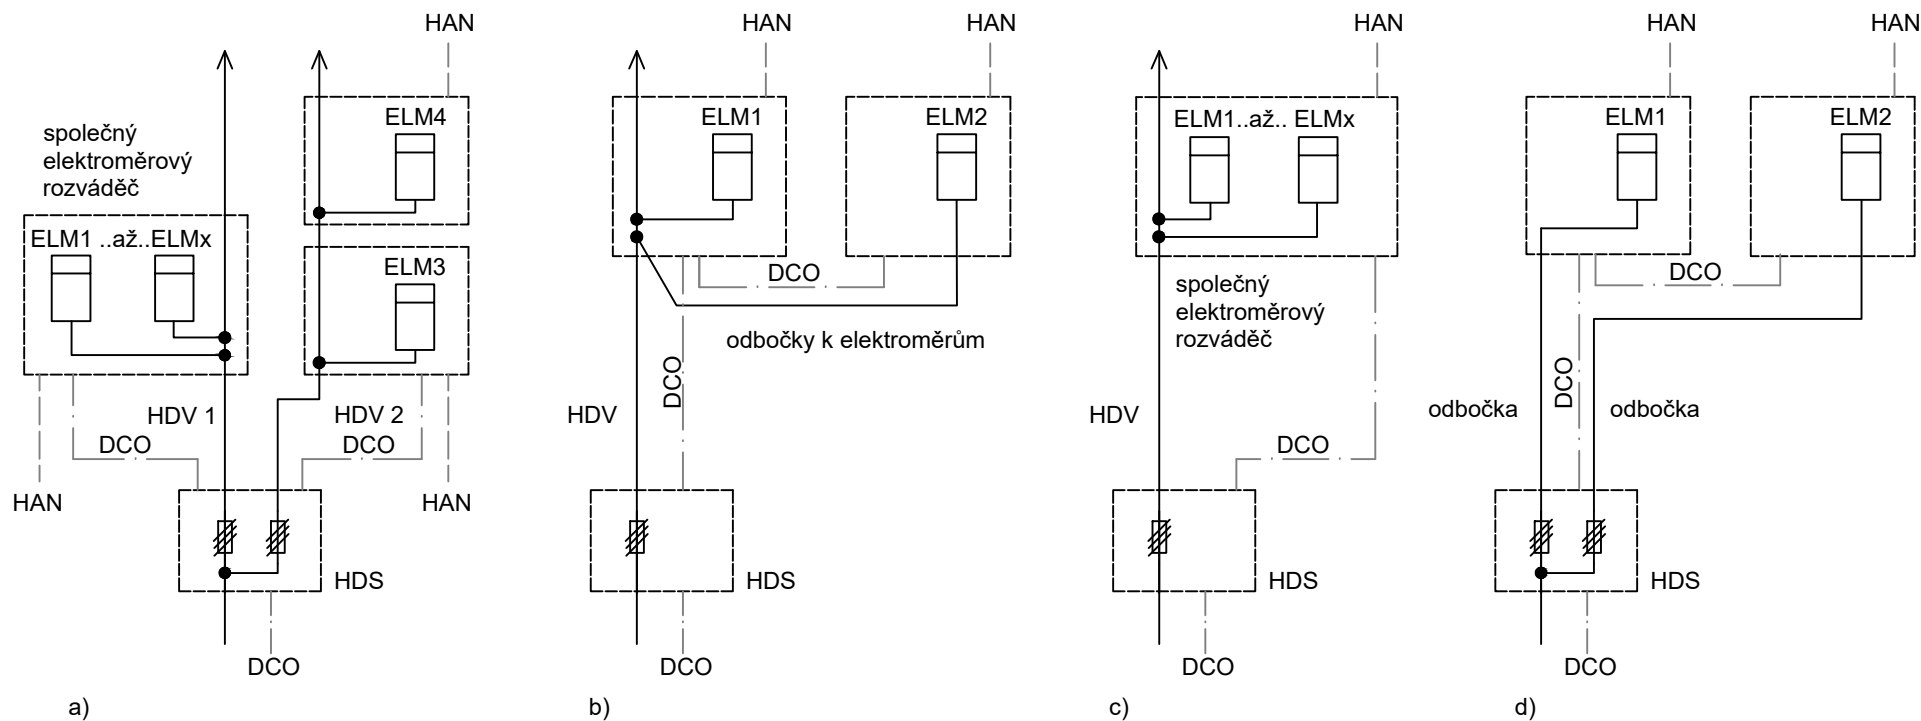 HAN
ELM4
společný
elektroměrový
rozváděč
ELM1 ..až..ELMx
ELM3
HDV 1
HDV 2
DCO
DCO
HAN
HAN
HDS
DCO
a)
HAN
HAN
ELM1
ELM2
DCO
odbočky k elektroměrům
DCO
HDV
HDS
DCO
b)
HAN
ELM1..až.. ELMx
společný
elektroměrový
rozváděč
HDV
DCO
HDS
DCO
c)
HAN
HAN
ELM1
ELM2
DCO
DCO
odbočka
odbočka
HDS
DCO
d)